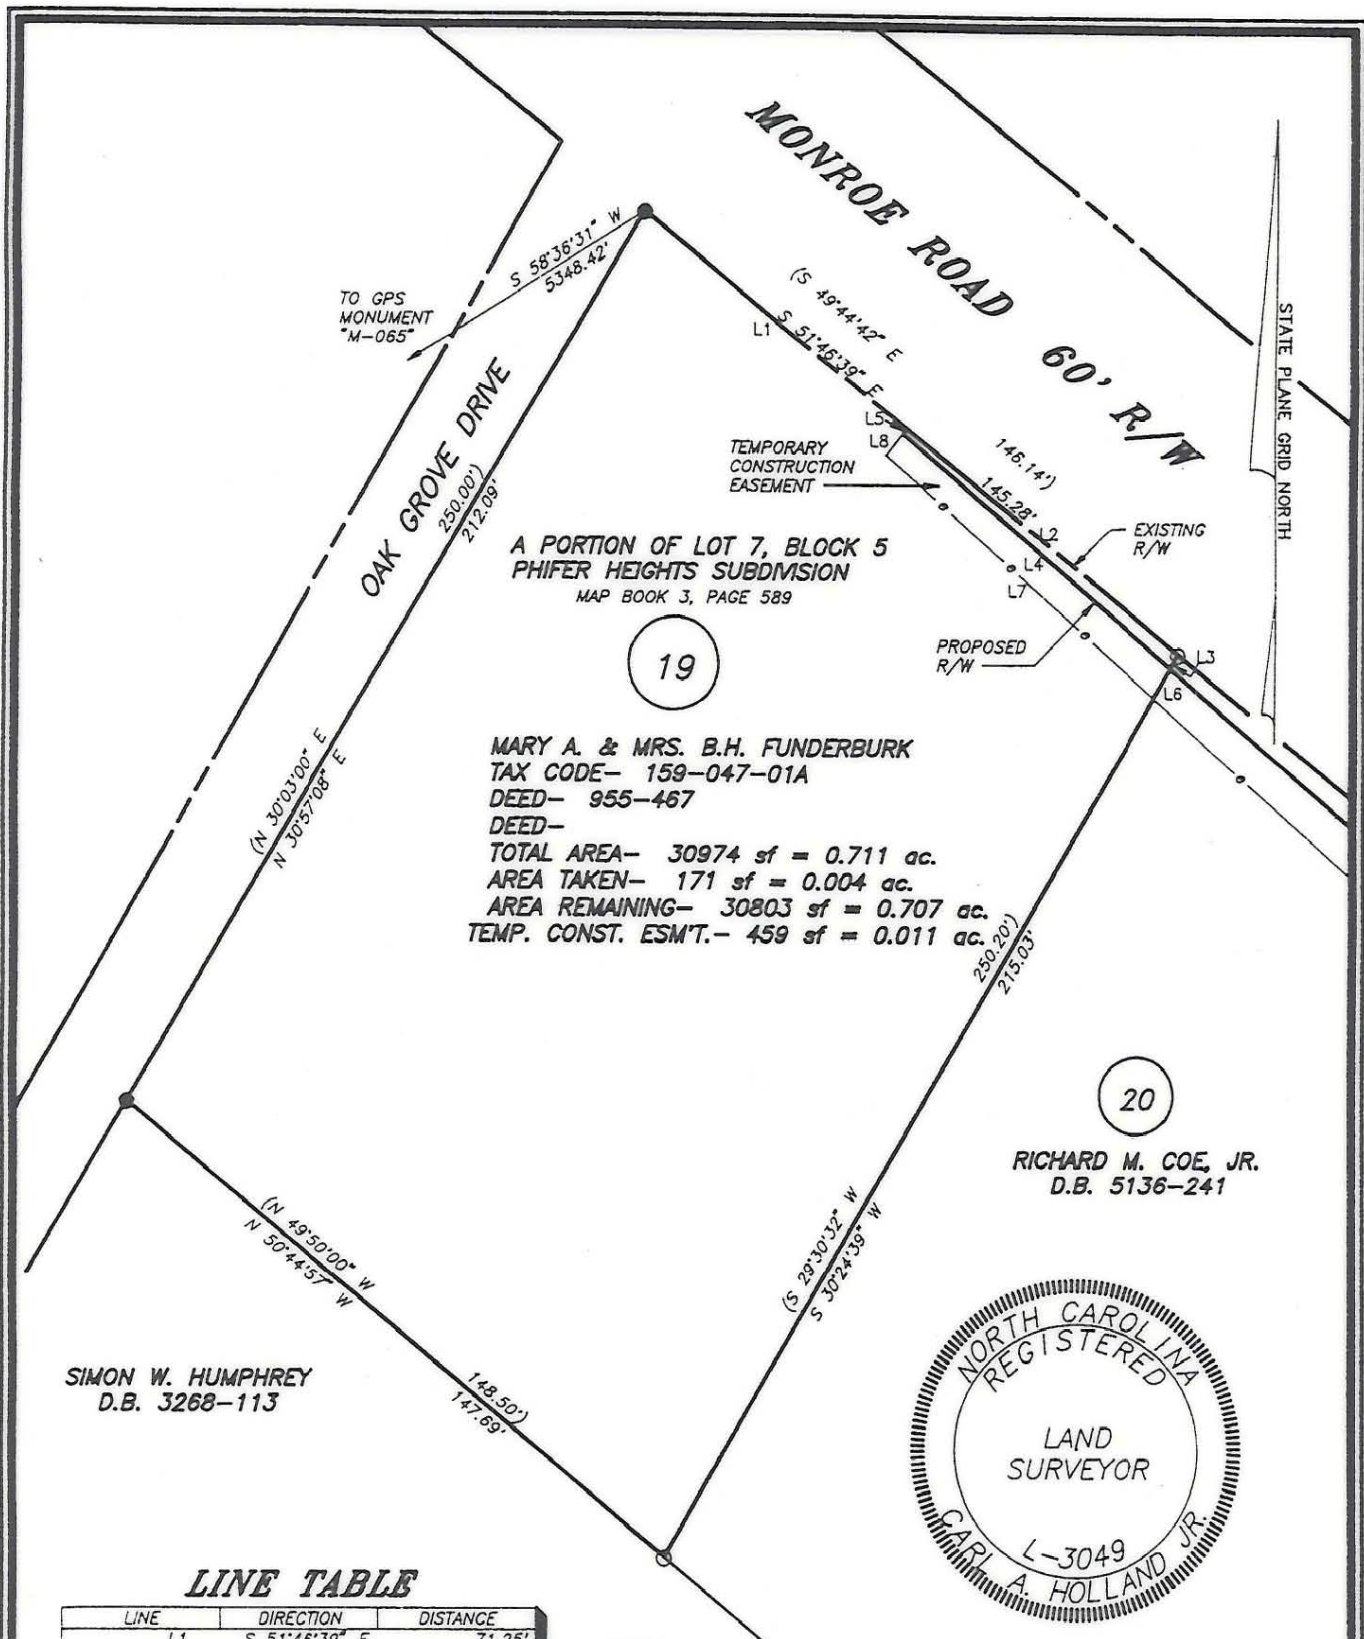 MONROE ROAD 60' R/W
S 58°36'31" W
5348.42'
TO GPS
MONUMENT
"M-065"
STATE PLANE GRID NORTH
L1
(S 49°44'42" E
S 51°46'39" E
146.14')
145.28'
L5
L8
TEMPORARY
CONSTRUCTION
EASEMENT
L2
L4
L7
EXISTING
R/W
PROPOSED
R/W
L3
L6
OAK GROVE DRIVE
250.00')
212.09'
(N 30°03'00" E
N 30°57'08" E
A PORTION OF LOT 7, BLOCK 5
PHIFER HEIGHTS SUBDIVISION
MAP BOOK 3, PAGE 589
19
MARY A. & MRS. B.H. FUNDERBURK
TAX CODE- 159-047-01A
DEED- 955-467
DEED-
TOTAL AREA- 30974 sf = 0.711 ac.
AREA TAKEN- 171 sf = 0.004 ac.
AREA REMAINING- 30803 sf = 0.707 ac.
TEMP. CONST. ESM'T.- 459 sf = 0.011 ac.
250.20')
215.03'
(S 29°30'32" W
S 30°24'39" W
20
RICHARD M. COE, JR.
D.B. 5136-241
(N 49°50'00" W
N 50°44'57" W
148.50')
147.69'
SIMON W. HUMPHREY
D.B. 3268-113
NORTH CAROLINA
REGISTERED
LAND
SURVEYOR
L-3049
CARL A. HOLLAND JR.
LINE TABLE
LINE DIRECTION DISTANCE
L1 S 51°46'39" E 71.25'